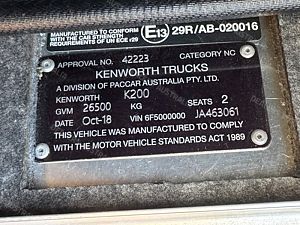 MANUFACTURED TO CONFORM
WITH THE CAB STRENGTH
REQUIREMENTS OF UN ECE r29
E13 29R/AB-020016
APPROVAL NO. 42223 CATEGORY NC
KENWORTH TRUCKS
A DIVISION OF PACCAR AUSTRALIA PTY. LTD.
KENWORTH K200
GVM 26500 KG SEATS 2
DATE Oct-18 VIN 6F5000000 JA463061
THIS VEHICLE WAS MANUFACTURED TO COMPLY
WITH THE MOTOR VEHICLE STANDARDS ACT 1989